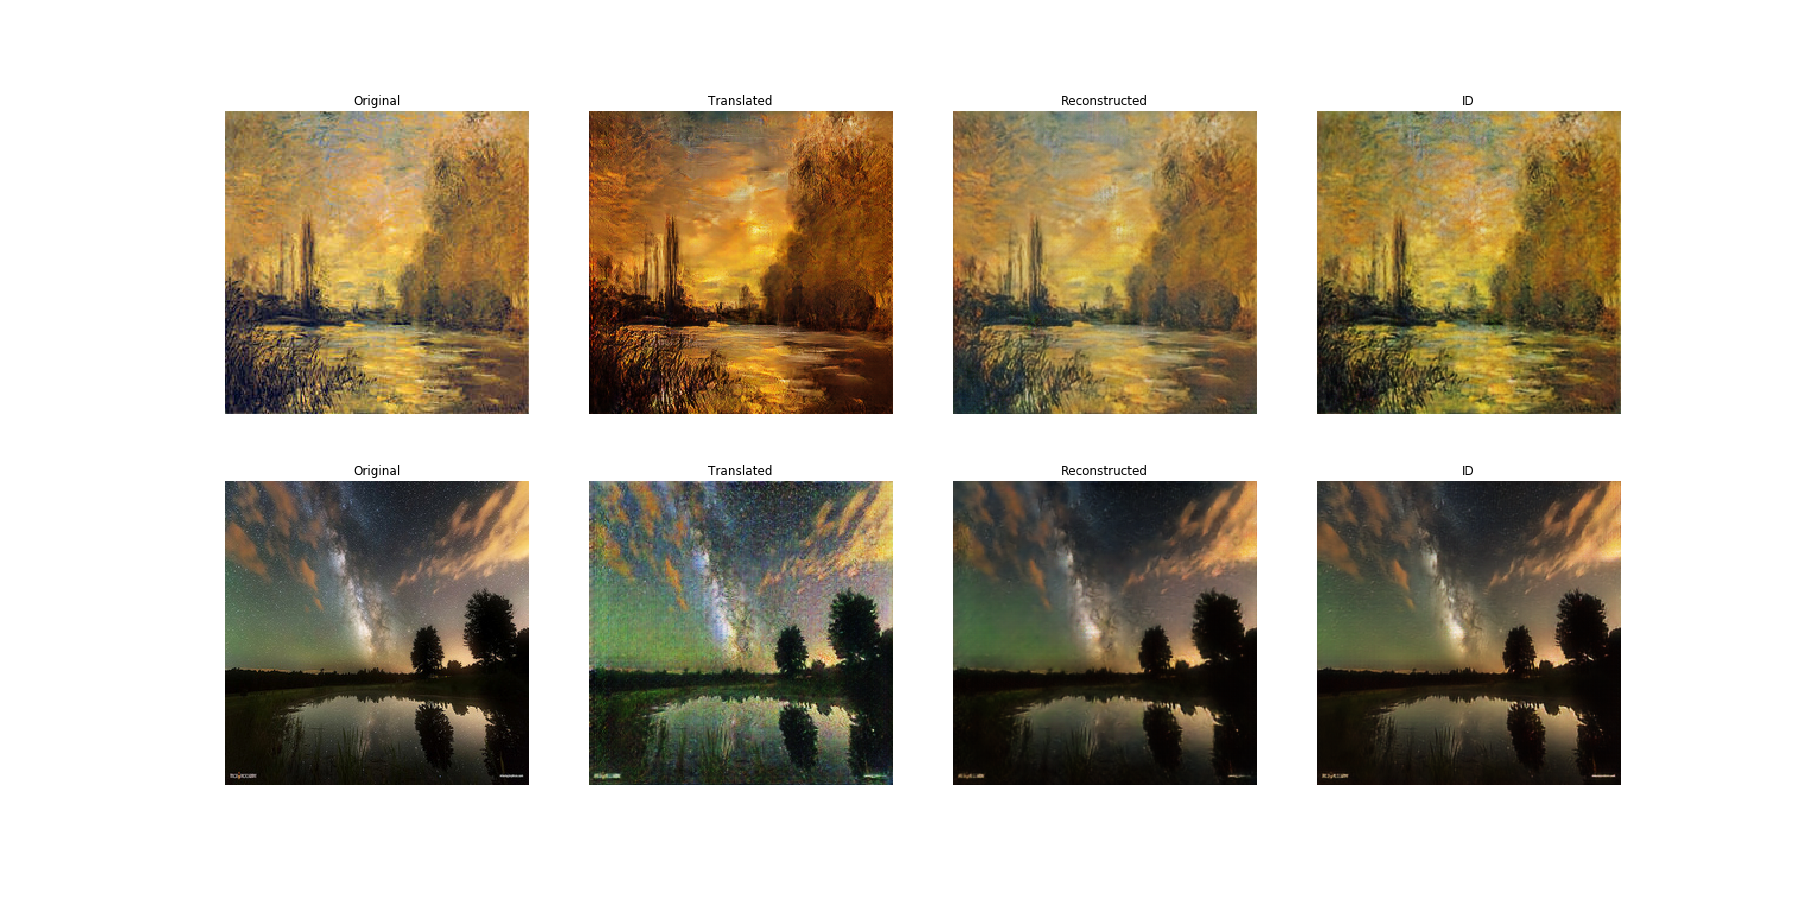 Original
Translated
Reconstructed
ID
Original
Translated
Reconstructed
ID